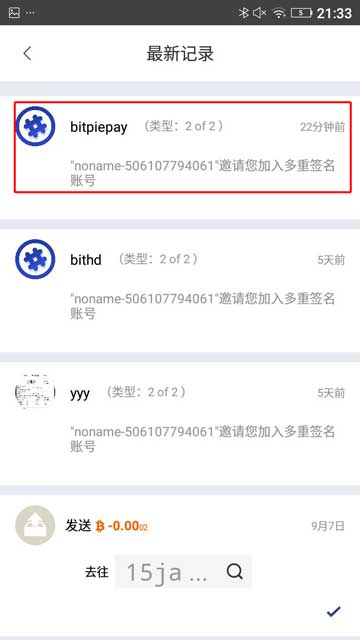 21:33
最新记录
bitpiepay （类型：2 of 2 ） 22分钟前
"noname-506107794061"邀请您加入多重签名
账号
bithd （类型：2 of 2 ） 5天前
"noname-506107794061"邀请您加入多重签名
账号
yyy （类型：2 of 2 ） 5天前
"noname-506107794061"邀请您加入多重签名
账号
发送 ₿ -0.0002 9月7日
去往 15ja ...